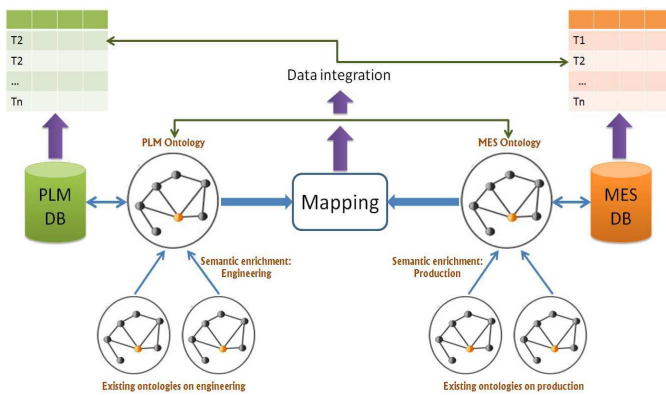 T2
T2
...
Tn
T1
T2
...
Tn
Data integration
PLM Ontology
MES Ontology
PLM
DB
Mapping
MES
DB
Semantic enrichment:
Engineering
Semantic enrichment:
Production
Existing ontologies on engineering
Existing ontologies on production